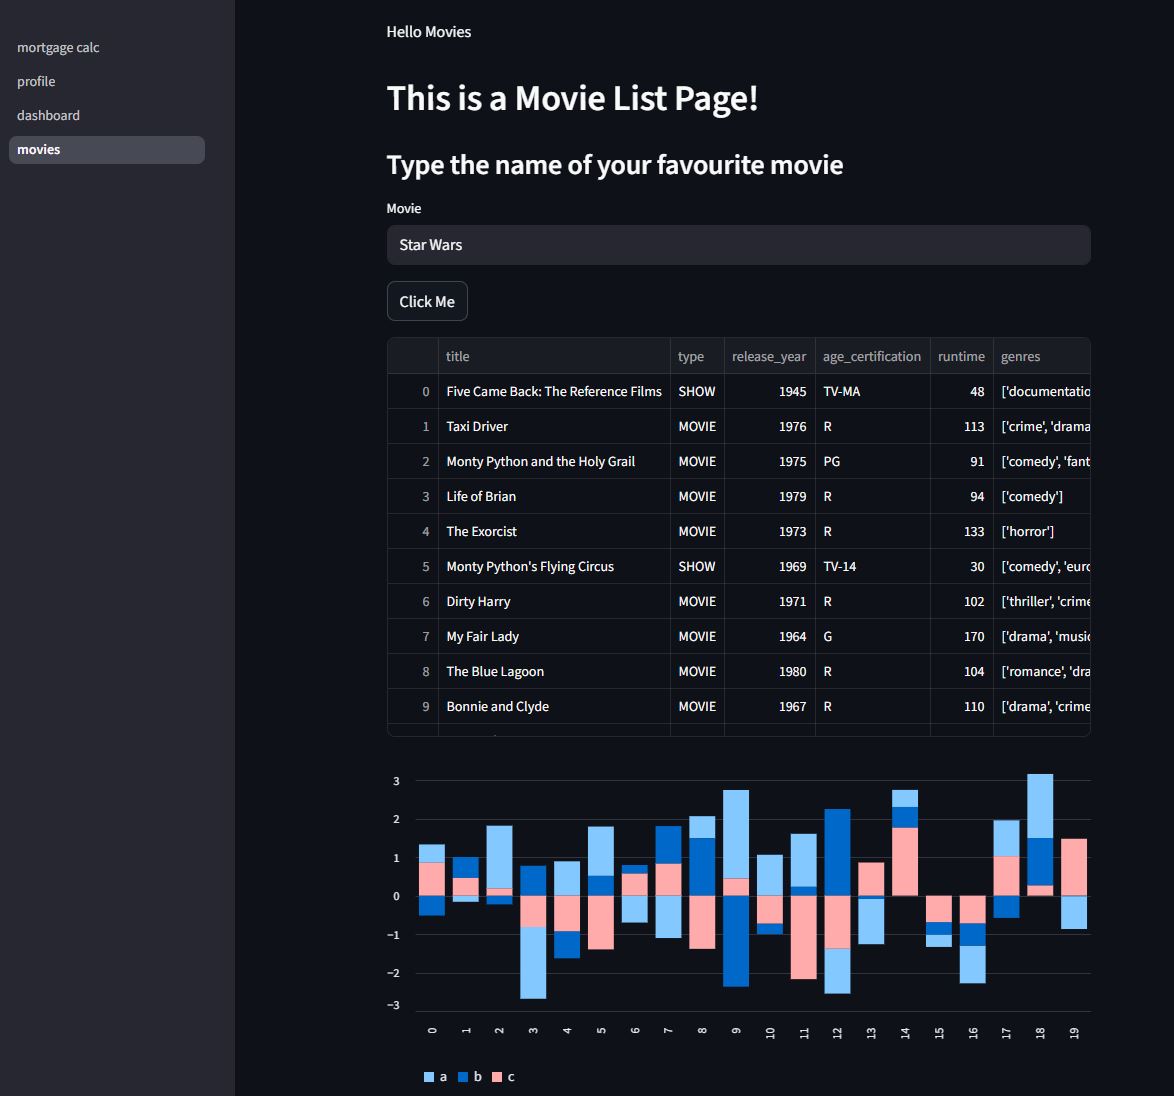 mortgage calc
profile
dashboard
movies
Hello Movies
This is a Movie List Page!
Type the name of your favourite movie
Movie
Star Wars
Click Me
title type release_year age_certification runtime genres
0 Five Came Back: The Reference Films SHOW 1945 TV-MA 48 ['documentatio
1 Taxi Driver MOVIE 1976 R 113 ['crime', 'drama
2 Monty Python and the Holy Grail MOVIE 1975 PG 91 ['comedy', 'fant
3 Life of Brian MOVIE 1979 R 94 ['comedy']
4 The Exorcist MOVIE 1973 R 133 ['horror']
5 Monty Python's Flying Circus SHOW 1969 TV-14 30 ['comedy', 'euro
6 Dirty Harry MOVIE 1971 R 102 ['thriller', 'crime
7 My Fair Lady MOVIE 1964 G 170 ['drama', 'music
8 The Blue Lagoon MOVIE 1980 R 104 ['romance', 'dra
9 Bonnie and Clyde MOVIE 1967 R 110 ['drama', 'crime
3
2
1
0
−1
−2
−3
0 1 2 3 4 5 6 7 8 9 10 11 12 13 14 15 16 17 18 19
a b c